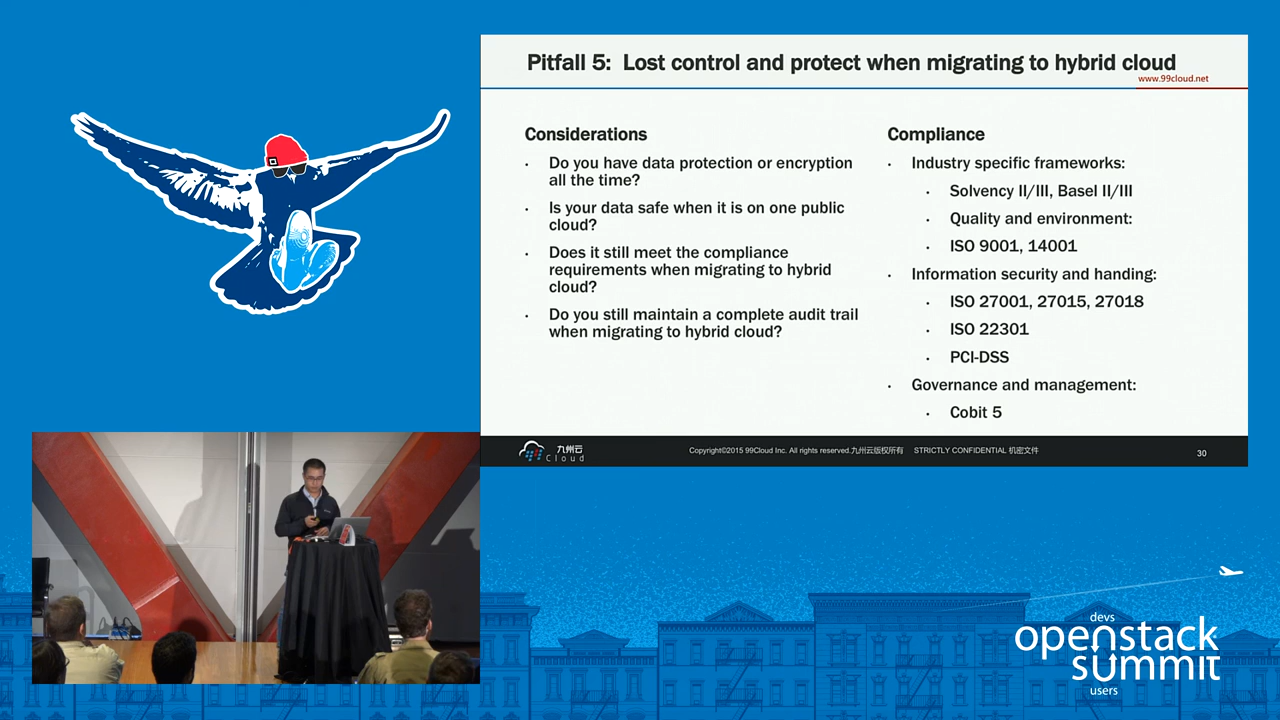 Pitfall 5: Lost control and protect when migrating to hybrid cloud
www.99cloud.net
Considerations
· Do you have data protection or encryption
all the time?
· Is your data safe when it is on one public
cloud?
· Does it still meet the compliance
requirements when migrating to hybrid
cloud?
· Do you still maintain a complete audit trail
when migrating to hybrid cloud?
Compliance
· Industry specific frameworks:
· Solvency II/III, Basel II/III
· Quality and environment:
· ISO 9001, 14001
· Information security and handing:
· ISO 27001, 27015, 27018
· ISO 22301
· PCI-DSS
· Governance and management:
· Cobit 5
九州云
Cloud
Copyright©2015 99Cloud Inc. All rights reserved.九州云版权所有 STRICTLY CONFIDENTIAL 机密文件
30
devs
openstack
summit
users